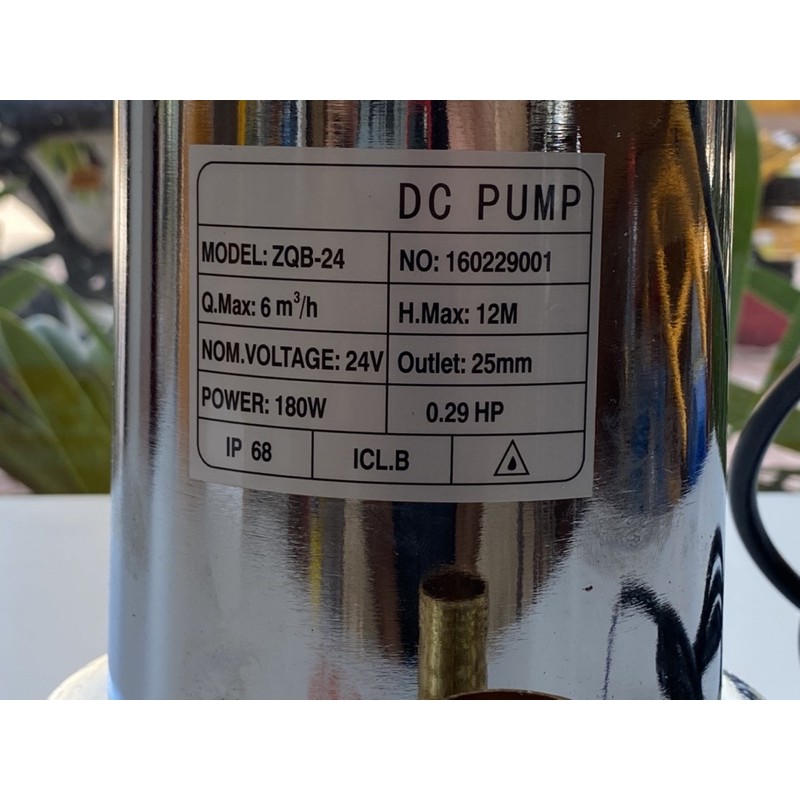 DC PUMP
MODEL: ZQB-24 NO: 160229001
Q.Max: 6 m³/h H.Max: 12M
NOM.VOLTAGE: 24V Outlet: 25mm
POWER: 180W 0.29 HP
IP 68 ICL.B